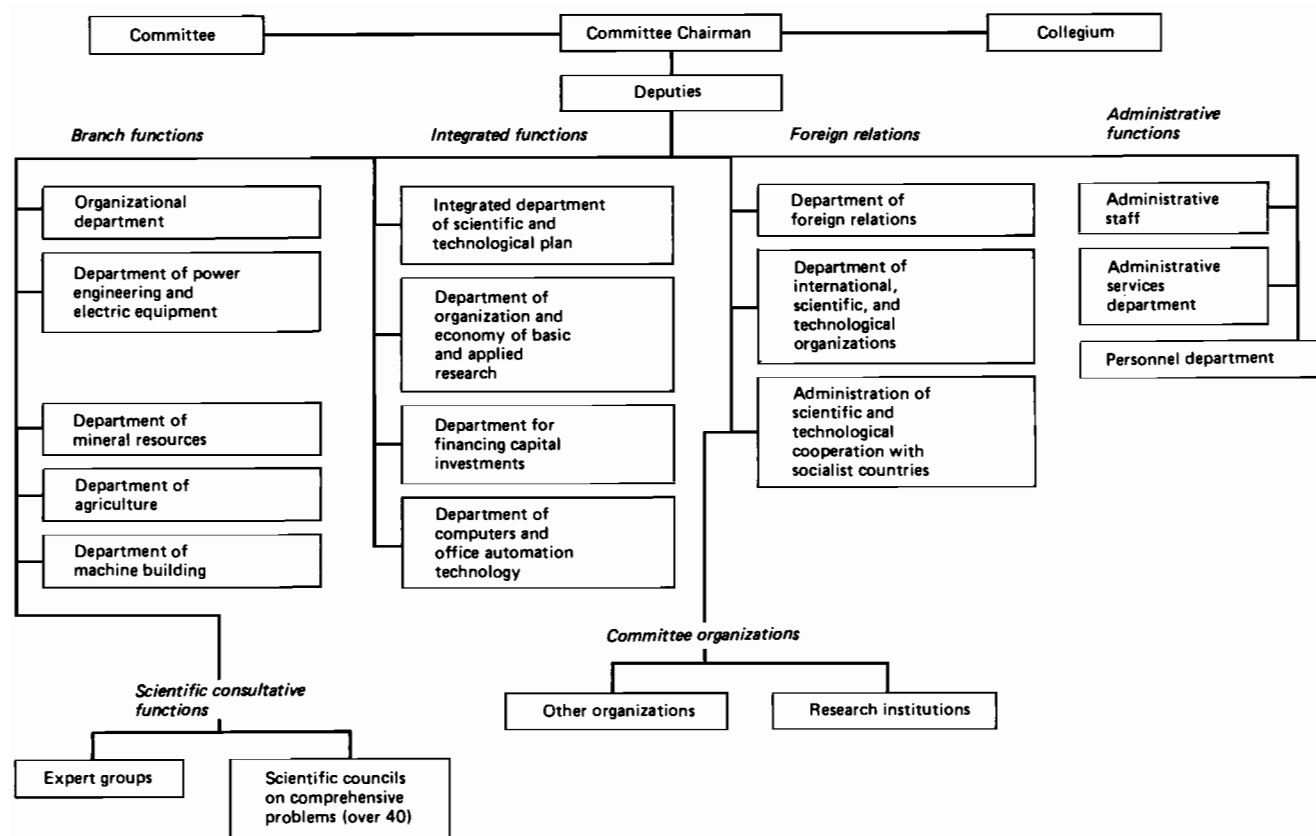 Committee
Committee Chairman
Collegium
Deputies
Branch functions
Integrated functions
Foreign relations
Administrative
functions
Organizational
department
Department of power
engineering and
electric equipment
Department of
mineral resources
Department of
agriculture
Department of
machine building
Integrated department
of scientific and
technological plan
Department of
organization and
economy of basic
and applied
research
Department for
financing capital
investments
Department of
computers and
office automation
technology
Department of
foreign relations
Department of
international,
scientific, and
technological
organizations
Administration of
scientific and
technological
cooperation with
socialist countries
Administrative
staff
Administrative
services
department
Personnel department
Scientific consultative
functions
Expert groups
Scientific councils
on comprehensive
problems (over 40)
Committee organizations
Other organizations
Research institutions